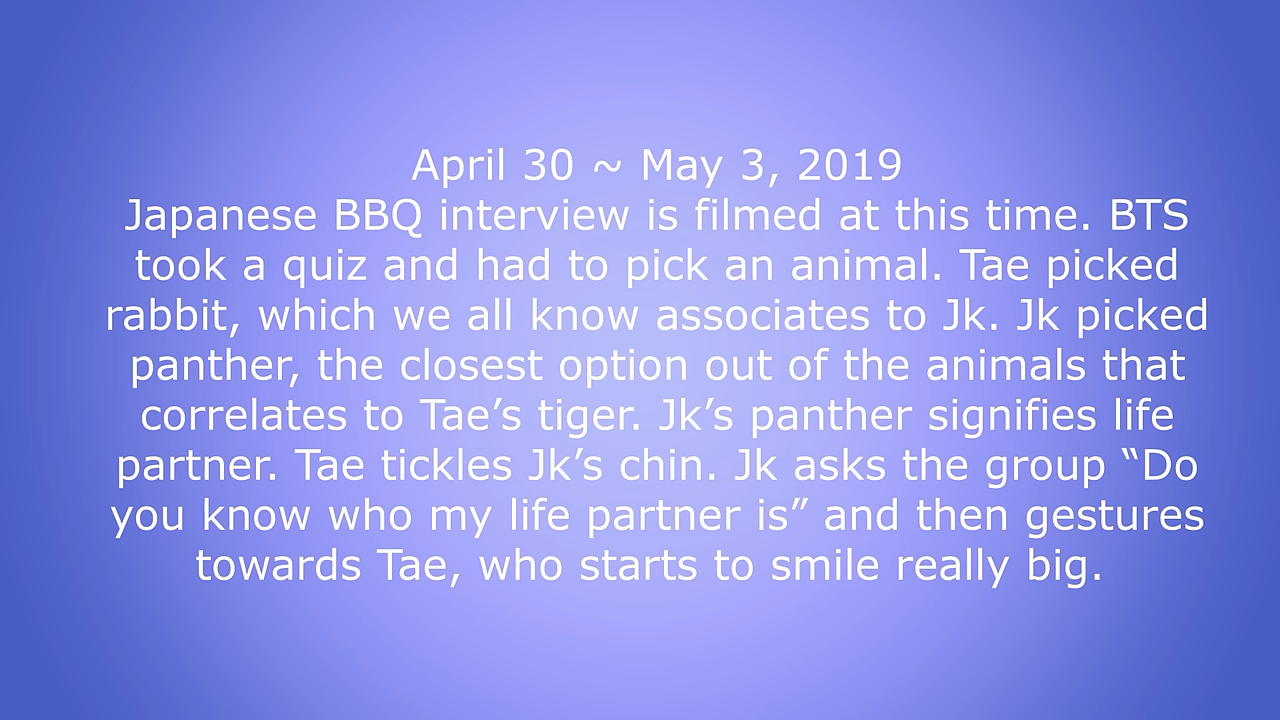 April 30 ~ May 3, 2019
Japanese BBQ interview is filmed at this time. BTS
took a quiz and had to pick an animal. Tae picked
rabbit, which we all know associates to Jk. Jk picked
panther, the closest option out of the animals that
correlates to Tae’s tiger. Jk’s panther signifies life
partner. Tae tickles Jk’s chin. Jk asks the group “Do
you know who my life partner is” and then gestures
towards Tae, who starts to smile really big.